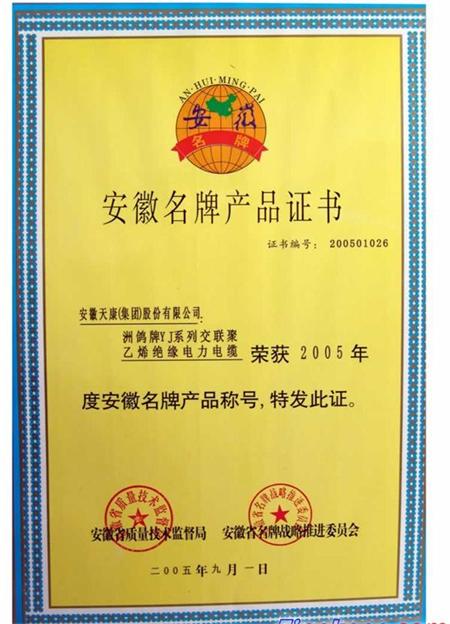 AN·HUI·MING·PAI
安徽
名牌
安徽名牌产品证书
证书编号: 200501026
安徽天康(集团)股份有限公司:
洲鸽牌YJ系列交联聚
乙烯绝缘电力电缆 荣获 2005 年
度安徽名牌产品称号,特发此证。
安徽省质量技术监督局 安徽省名牌战略推进委员会
二00五年九月一日